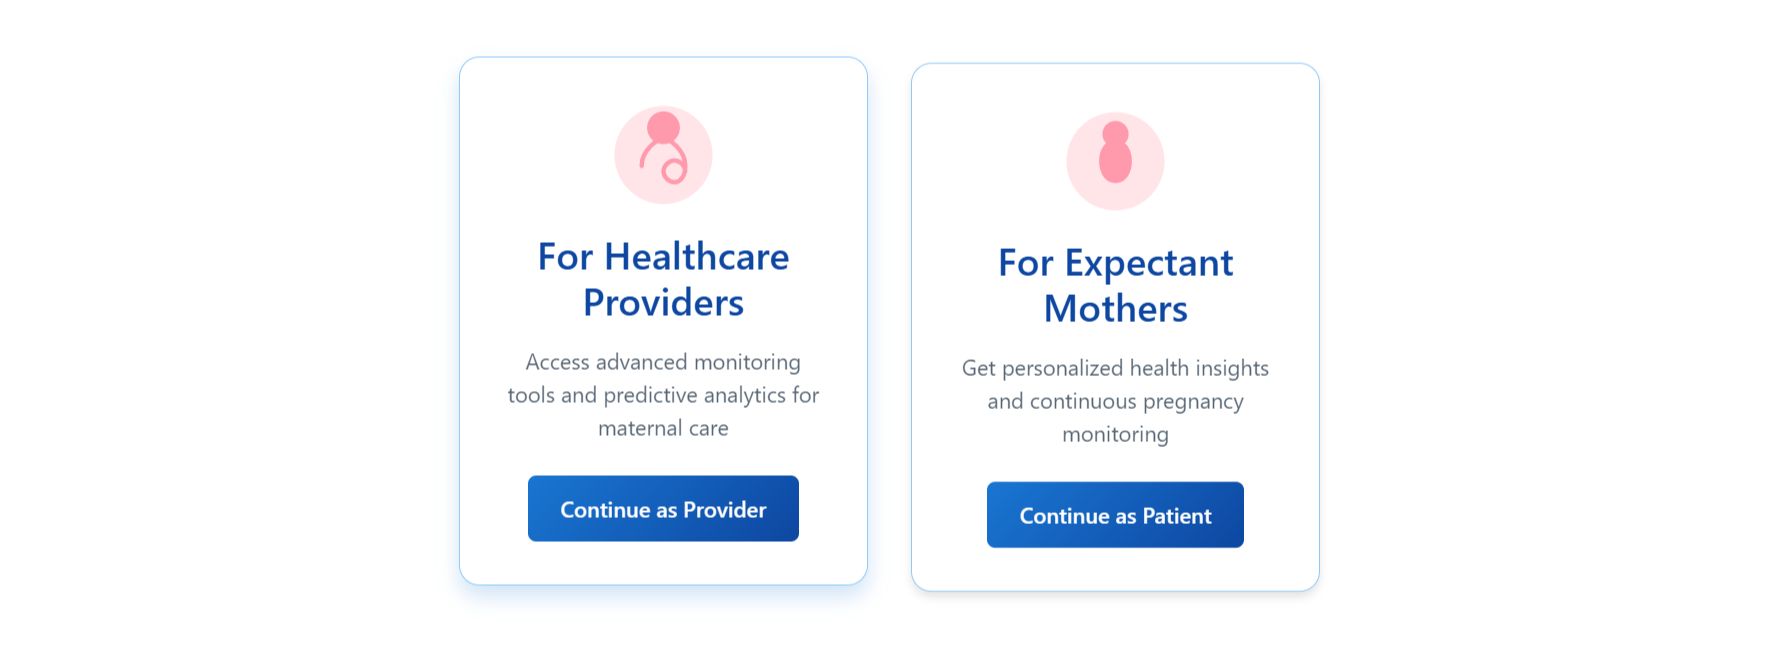 For Healthcare
Providers
Access advanced monitoring
tools and predictive analytics for
maternal care
Continue as Provider
For Expectant
Mothers
Get personalized health insights
and continuous pregnancy
monitoring
Continue as Patient